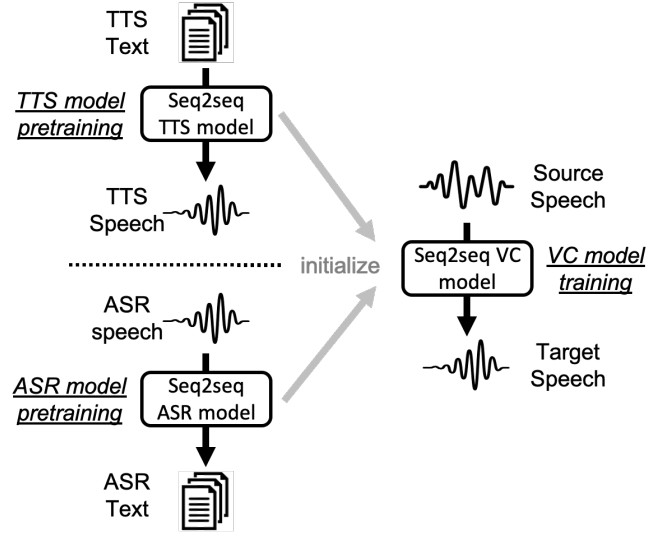 TTS
Text
TTS model
pretraining
Seq2seq
TTS model
TTS
Speech
ASR
speech
ASR model
pretraining
Seq2seq
ASR model
ASR
Text
initialize
Source
Speech
Seq2seq VC
model
VC model
training
Target
Speech